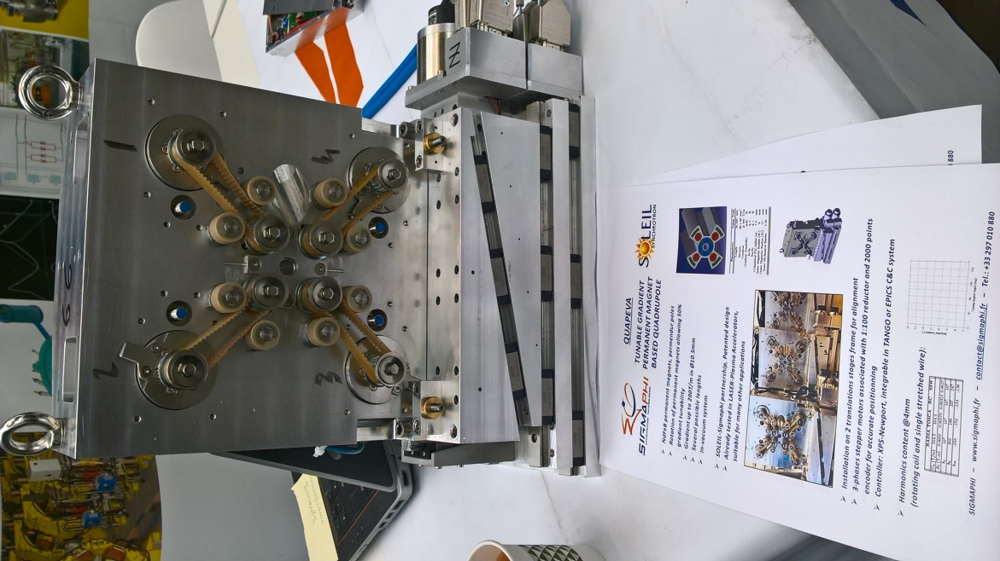 SIGMAPHI
QUAPEVA
TUNABLE GRADIENT
PERMANENT MAGNET
BASED QUADRUPOLE
SOLEIL
SYNCHROTRON
➢ NdFeB permanent magnets, permendur poles
➢ Rotation of permanent magnets allowing 50%
gradient tunability
➢ Gradient up to 200T/m in Ø10.5mm
➢ Several possible lengths
➢ In-vacuum system
➢ SOLEIL-Sigmaphi partnership, Patented design
➢ Already tested in LASER-Plasma Accelerators,
suitable for many other applications
➢ Installation on 2 translations stages frame for alignment
➢ 3-phases stepper motors associated with 1:100 reductor and 2000 points
encoder for accurate positionning
➢ Controller: XPS-Newport, integrable in TANGO or EPICS C&C system
➢ Harmonics content @4mm
(rotating coil and single stretched wire):
SIGMAPHI – www.sigmaphi.fr – contact@sigmaphi.fr – Tel.: +33 297 010 880
880
1
2
3